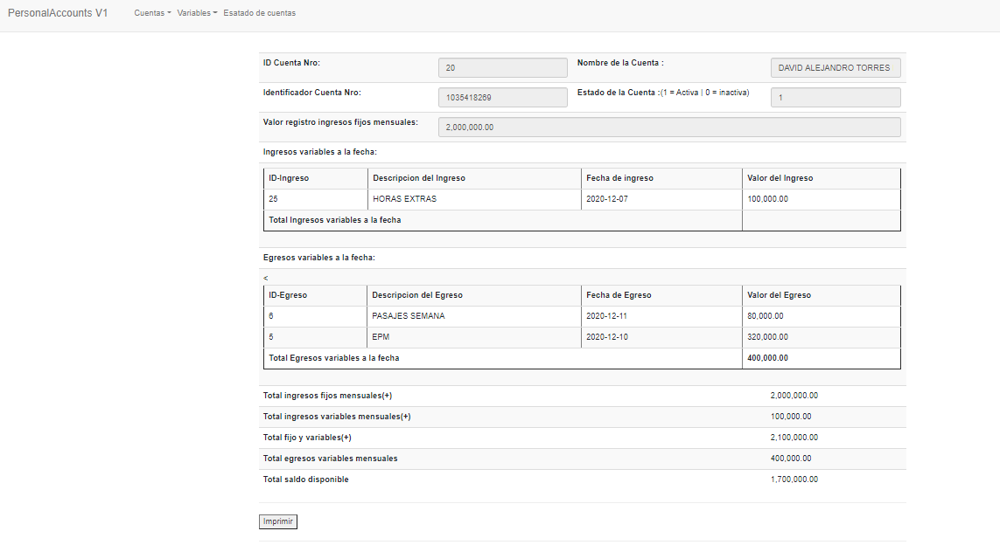 PersonalAccounts V1 Cuentas Variables Esatado de cuentas
ID Cuenta Nro: 20 Nombre de la Cuenta : DAVID ALEJANDRO TORRES
Identificador Cuenta Nro: 1035418269 Estado de la Cuenta :(1 = Activa | 0 = inactiva) 1
Valor registro ingresos fijos mensuales: 2,000,000.00
Ingresos variables a la fecha:
ID-Ingreso Descripcion del Ingreso Fecha de ingreso Valor del Ingreso
25 HORAS EXTRAS 2020-12-07 100,000.00
Total Ingresos variables a la fecha
Egresos variables a la fecha:
<
ID-Egreso Descripcion del Egreso Fecha de Egreso Valor del Egreso
6 PASAJES SEMANA 2020-12-11 80,000.00
5 EPM 2020-12-10 320,000.00
Total Egresos variables a la fecha 400,000.00
Total ingresos fijos mensuales(+) 2,000,000.00
Total ingresos variables mensuales(+) 100,000.00
Total fijo y variables(+) 2,100,000.00
Total egresos variables mensuales 400,000.00
Total saldo disponible 1,700,000.00
Imprimir